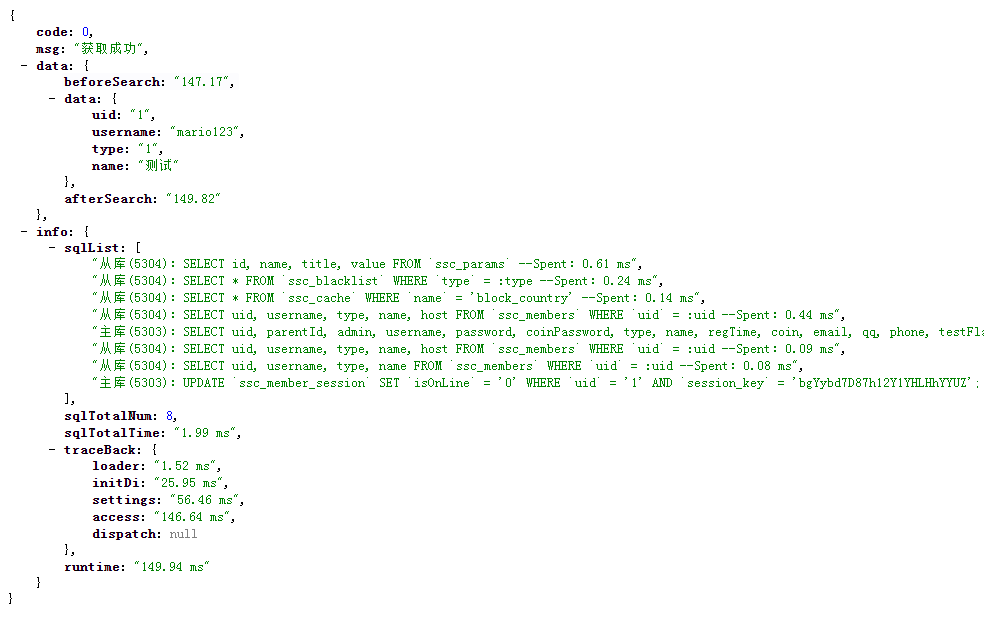 {
code: 0,
msg: "获取成功",
- data: {
beforeSearch: "147.17",
- data: {
uid: "1",
username: "mario123",
type: "1",
name: "测试"
},
afterSearch: "149.82"
},
- info: {
- sqlList: [
"从库(5304): SELECT id, name, title, value FROM `ssc_params` --Spent: 0.61 ms",
"从库(5304): SELECT * FROM `ssc_blacklist` WHERE `type` = :type --Spent: 0.24 ms",
"从库(5304): SELECT * FROM `ssc_cache` WHERE `name` = 'block_country' --Spent: 0.14 ms",
"从库(5304): SELECT uid, username, type, name, host FROM `ssc_members` WHERE `uid` = :uid --Spent: 0.44 ms",
"主库(5303): SELECT uid, parentId, admin, username, password, coinPassword, type, name, regTime, coin, email, qq, phone, testFla
"从库(5304): SELECT uid, username, type, name, host FROM `ssc_members` WHERE `uid` = :uid --Spent: 0.09 ms",
"从库(5304): SELECT uid, username, type, name FROM `ssc_members` WHERE `uid` = :uid --Spent: 0.08 ms",
"主库(5303): UPDATE `ssc_member_session` SET `isOnLine` = '0' WHERE `uid` = '1' AND `session_key` = 'bgYybd7D87h12Y1YHLHhYYUZ';
],
sqlTotalNum: 8,
sqlTotalTime: "1.99 ms",
- traceBack: {
loader: "1.52 ms",
initDi: "25.95 ms",
settings: "56.46 ms",
access: "146.64 ms",
dispatch: null
},
runtime: "149.94 ms"
}
}